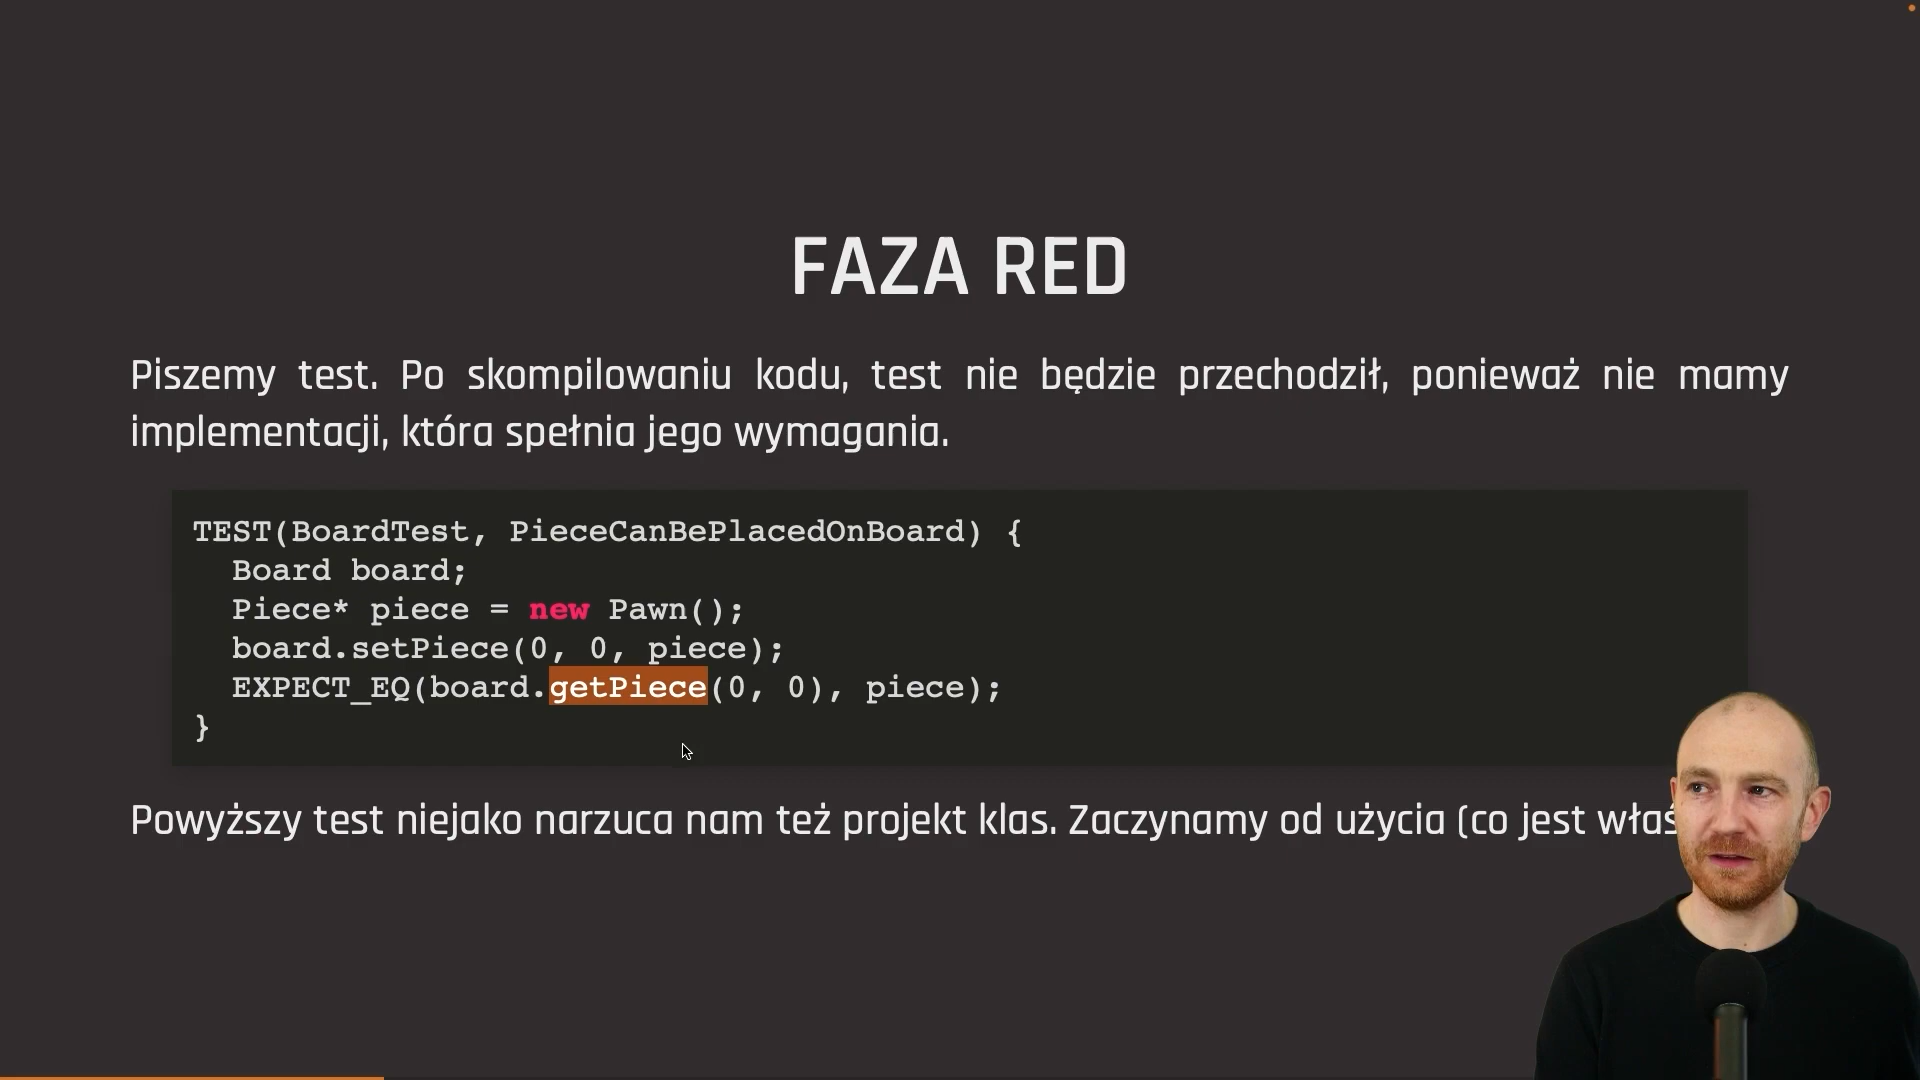 FAZA RED
Piszemy test. Po skompilowaniu kodu, test nie będzie przechodził, ponieważ nie mamy
implementacji, która spełnia jego wymagania.
TEST(BoardTest, PieceCanBePlacedOnBoard) {
  Board board;
  Piece* piece = new Pawn();
  board.setPiece(0, 0, piece);
  EXPECT_EQ(board.getPiece(0, 0), piece);
}
Powyższy test niejako narzuca nam też projekt klas. Zaczynamy od użycia (co jest